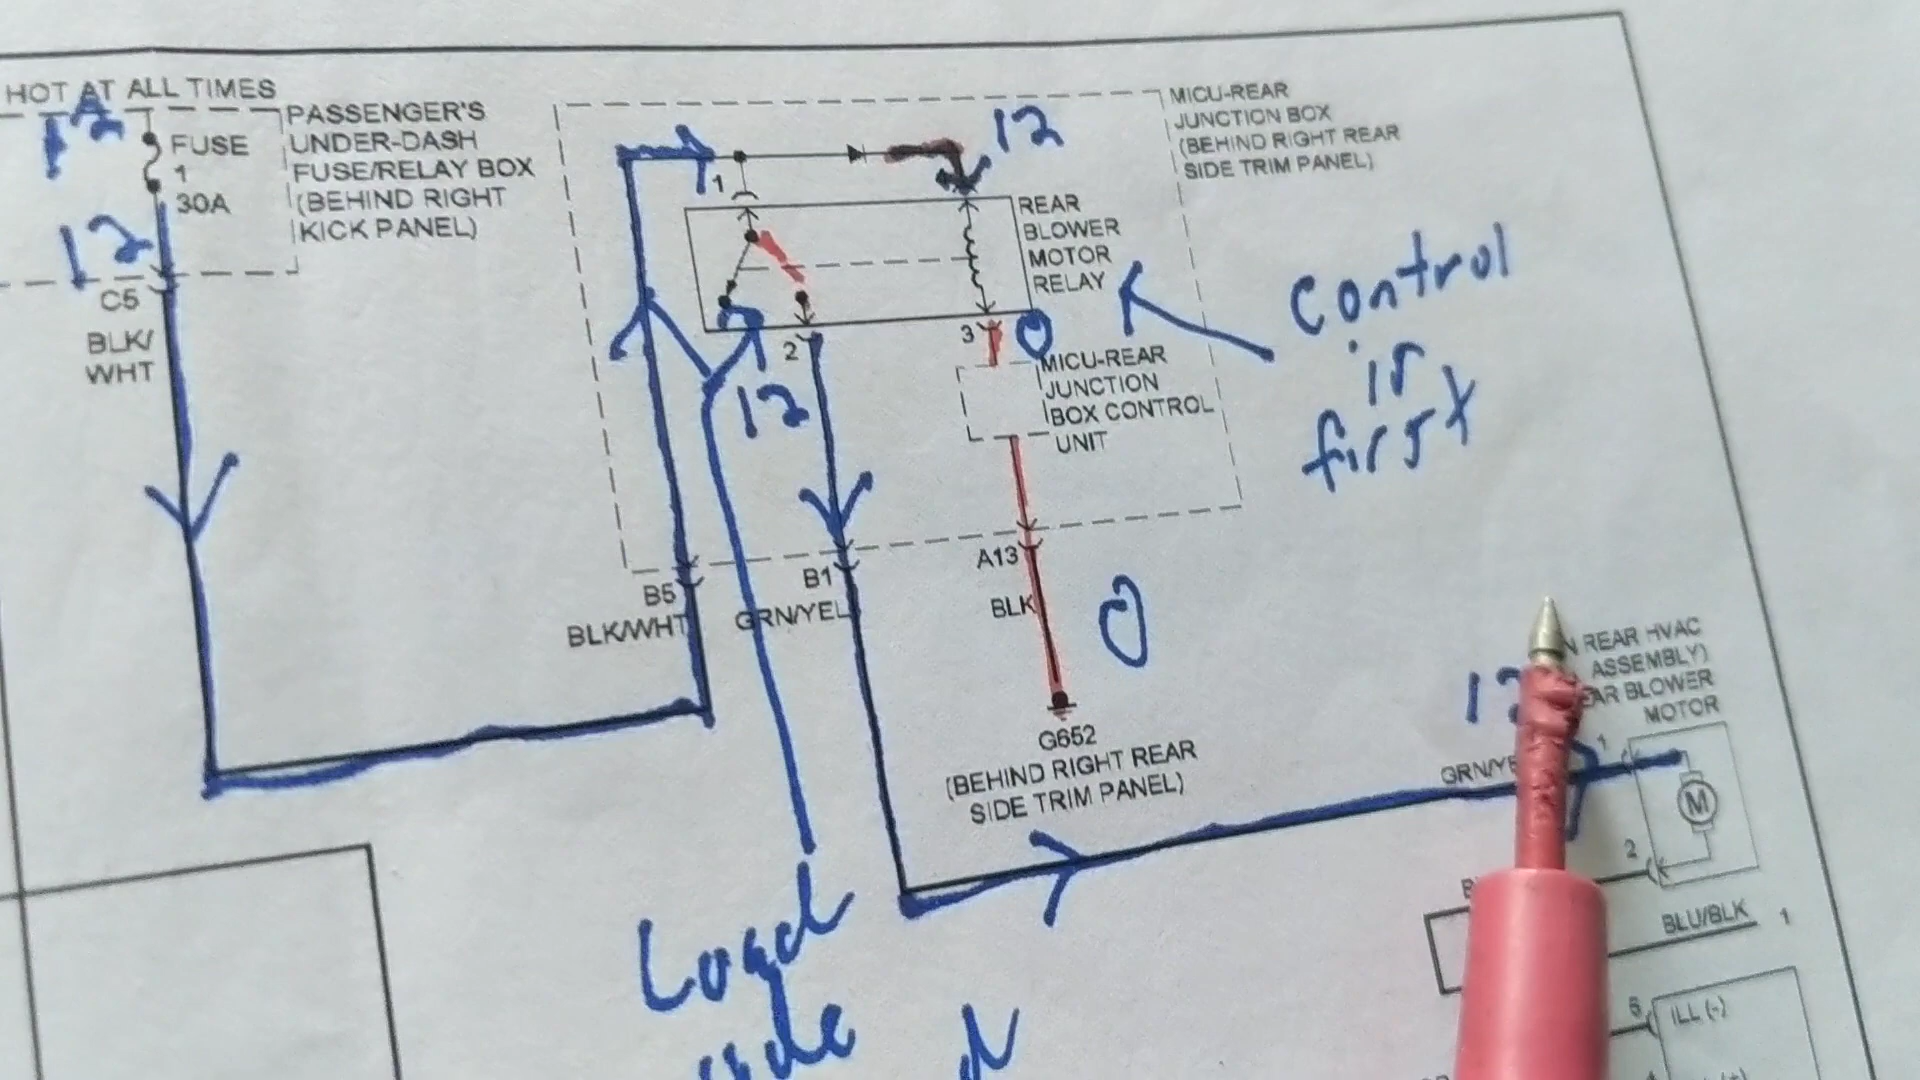 HOT AT ALL TIMES
12
FUSE
1
30A
PASSENGER'S
UNDER-DASH
FUSE/RELAY BOX
(BEHIND RIGHT
KICK PANEL)
12
C5
BLK/
WHT
MICU-REAR
JUNCTION BOX
(BEHIND RIGHT REAR
SIDE TRIM PANEL)
12
1
REAR
BLOWER
MOTOR
RELAY
2
3
0
12
MICU-REAR
JUNCTION
BOX CONTROL
UNIT
Control
is
first
B5
BLK/WHT
B1
GRN/YEL
A13
BLK
0
G652
(BEHIND RIGHT REAR
SIDE TRIM PANEL)
REAR HVAC
ASSEMBLY)
BLOWER
MOTOR
1
M
2
BLU/BLK 1
Load
side
5 ILL (-)